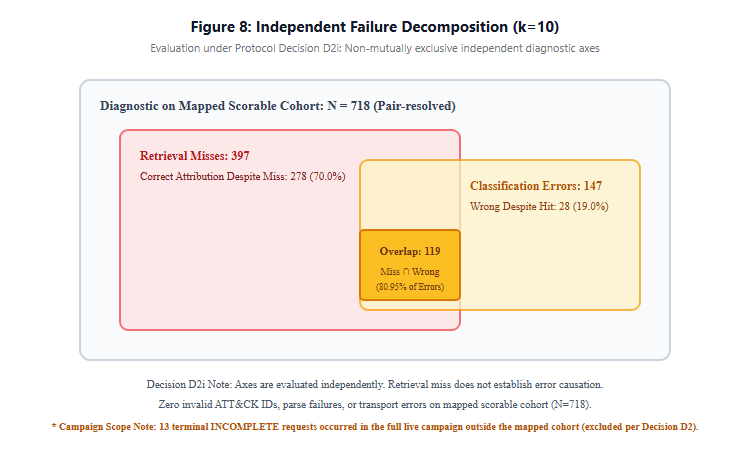 Figure 8: Independent Failure Decomposition (k=10)
Evaluation under Protocol Decision D2i: Non-mutually exclusive independent diagnostic axes
Diagnostic on Mapped Scorable Cohort: N = 718 (Pair-resolved)
Retrieval Misses: 397
Correct Attribution Despite Miss: 278 (70.0%)
Classification Errors: 147
Wrong Despite Hit: 28 (19.0%)
Overlap: 119
Miss ∩ Wrong
(80.95% of Errors)
Decision D2i Note: Axes are evaluated independently. Retrieval miss does not establish error causation.
Zero invalid ATT&CK IDs, parse failures, or transport errors on mapped scorable cohort (N=718).
* Campaign Scope Note: 13 terminal INCOMPLETE requests occurred in the full live campaign outside the mapped cohort (excluded per Decision D2).